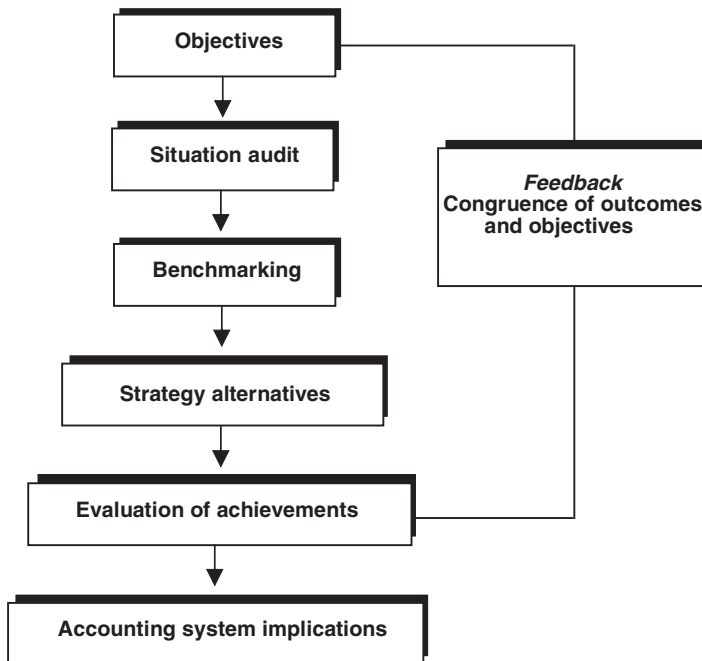 Objectives
Situation audit
Benchmarking
Strategy alternatives
Evaluation of achievements
Accounting system implications
Feedback
Congruence of outcomes
and objectives